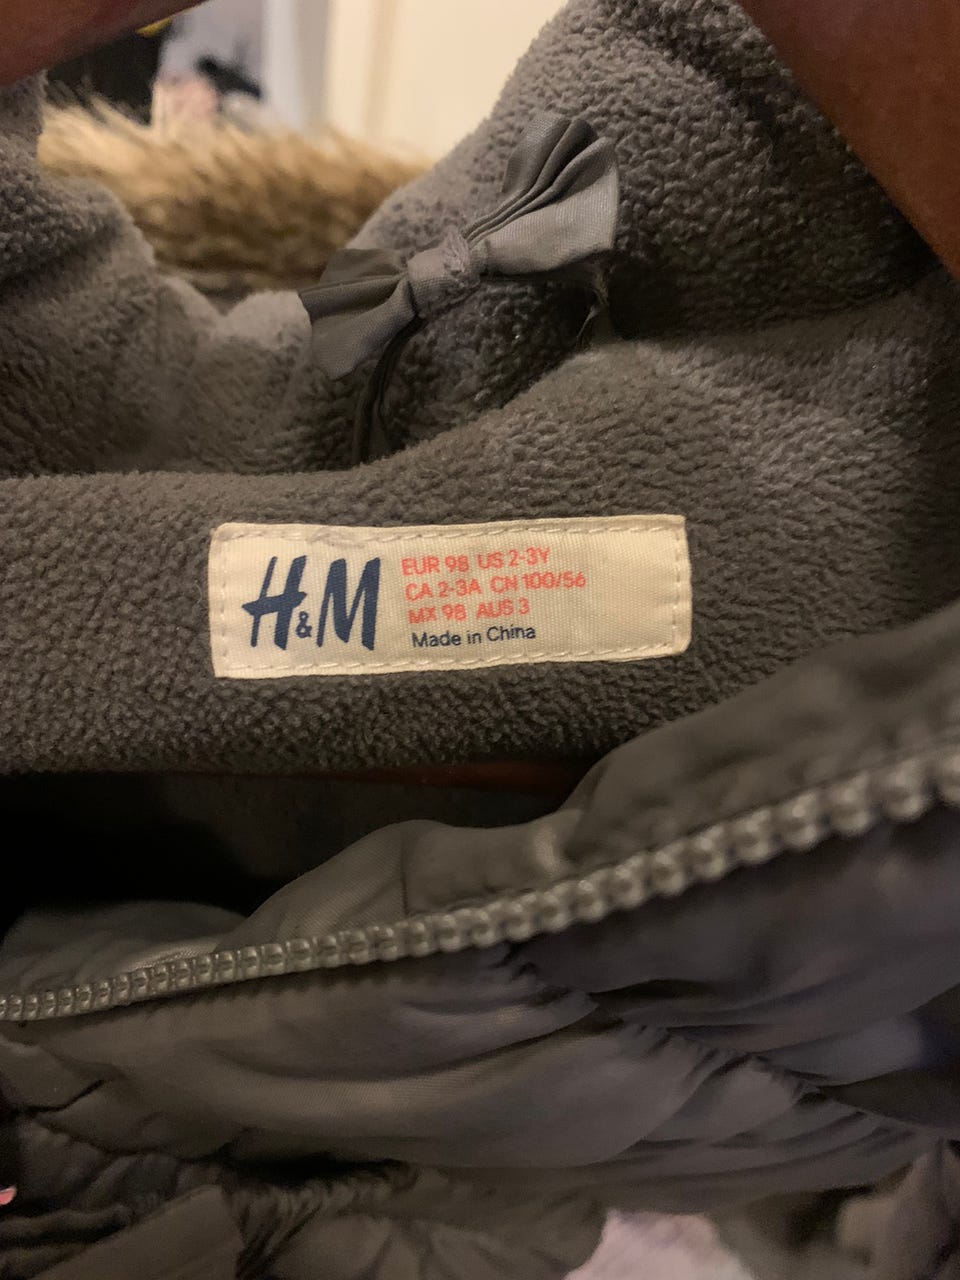 H&M
EUR 98 US 2-3Y
CA 2-3A CN 100/56
MX 98 AUS 3
Made in China